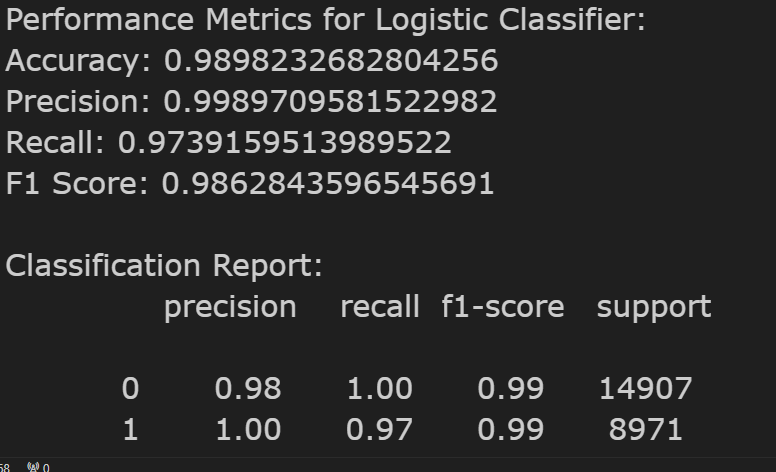 Performance Metrics for Logistic Classifier:
Accuracy: 0.9898232682804256
Precision: 0.9989709581522982
Recall: 0.9739159513989522
F1 Score: 0.9862843596545691
Classification Report:
precision recall f1-score support
0 0.98 1.00 0.99 14907
1 1.00 0.97 0.99 8971
58 0